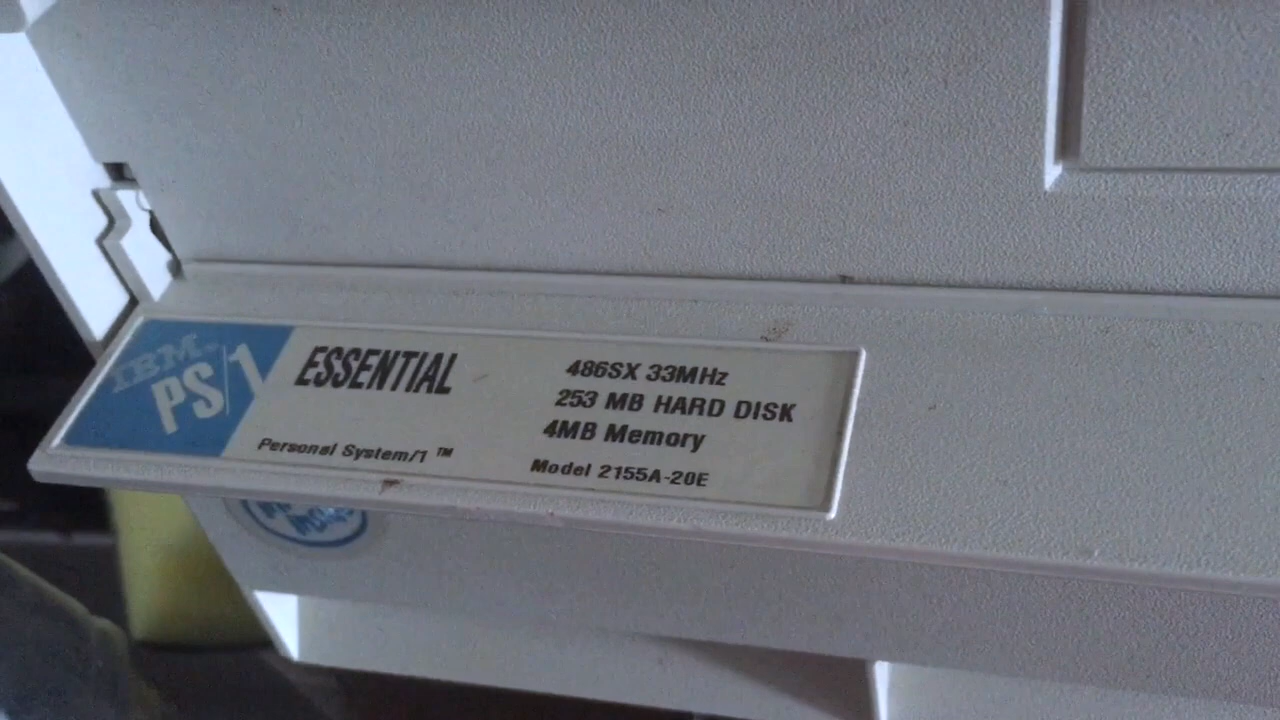 IBM
PS/1
ESSENTIAL
Personal System/1 ™
486SX 33MHz
253 MB HARD DISK
4MB Memory
Model 2155A-20E
inside